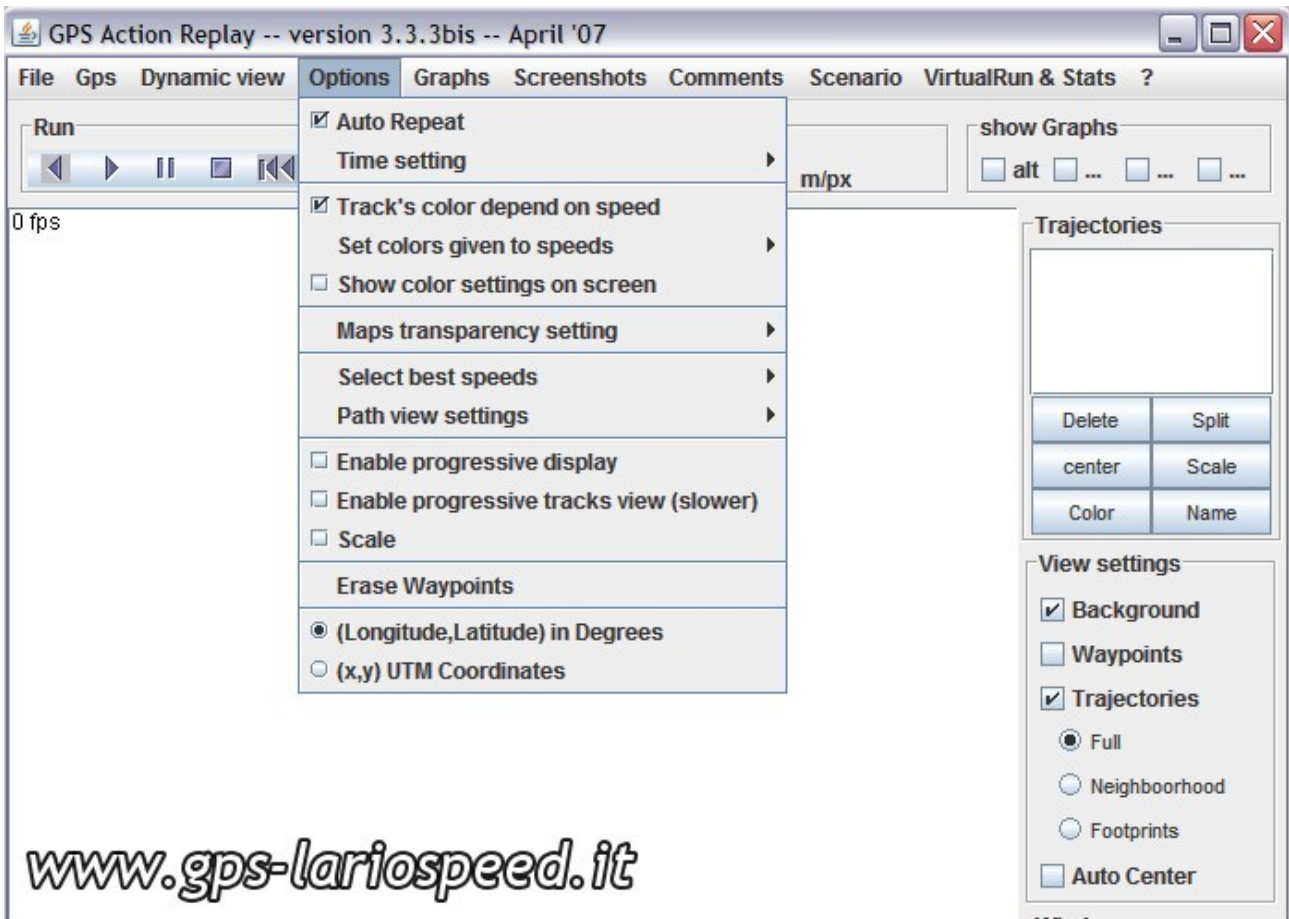 GPS Action Replay -- version 3.3.3bis -- April '07
File Gps Dynamic view Options Graphs Screenshots Comments Scenario VirtualRun & Stats ?
Run
show Graphs
m/px
alt ... ... ...
0 fps
Auto Repeat
Time setting
Track's color depend on speed
Set colors given to speeds
Show color settings on screen
Maps transparency setting
Select best speeds
Path view settings
Enable progressive display
Enable progressive tracks view (slower)
Scale
Erase Waypoints
(Longitude,Latitude) in Degrees
(x,y) UTM Coordinates
Trajectories
Delete Split
center Scale
Color Name
View settings
Background
Waypoints
Trajectories
Full
Neighboorhood
Footprints
Auto Center
www.gps-lariospeed.it